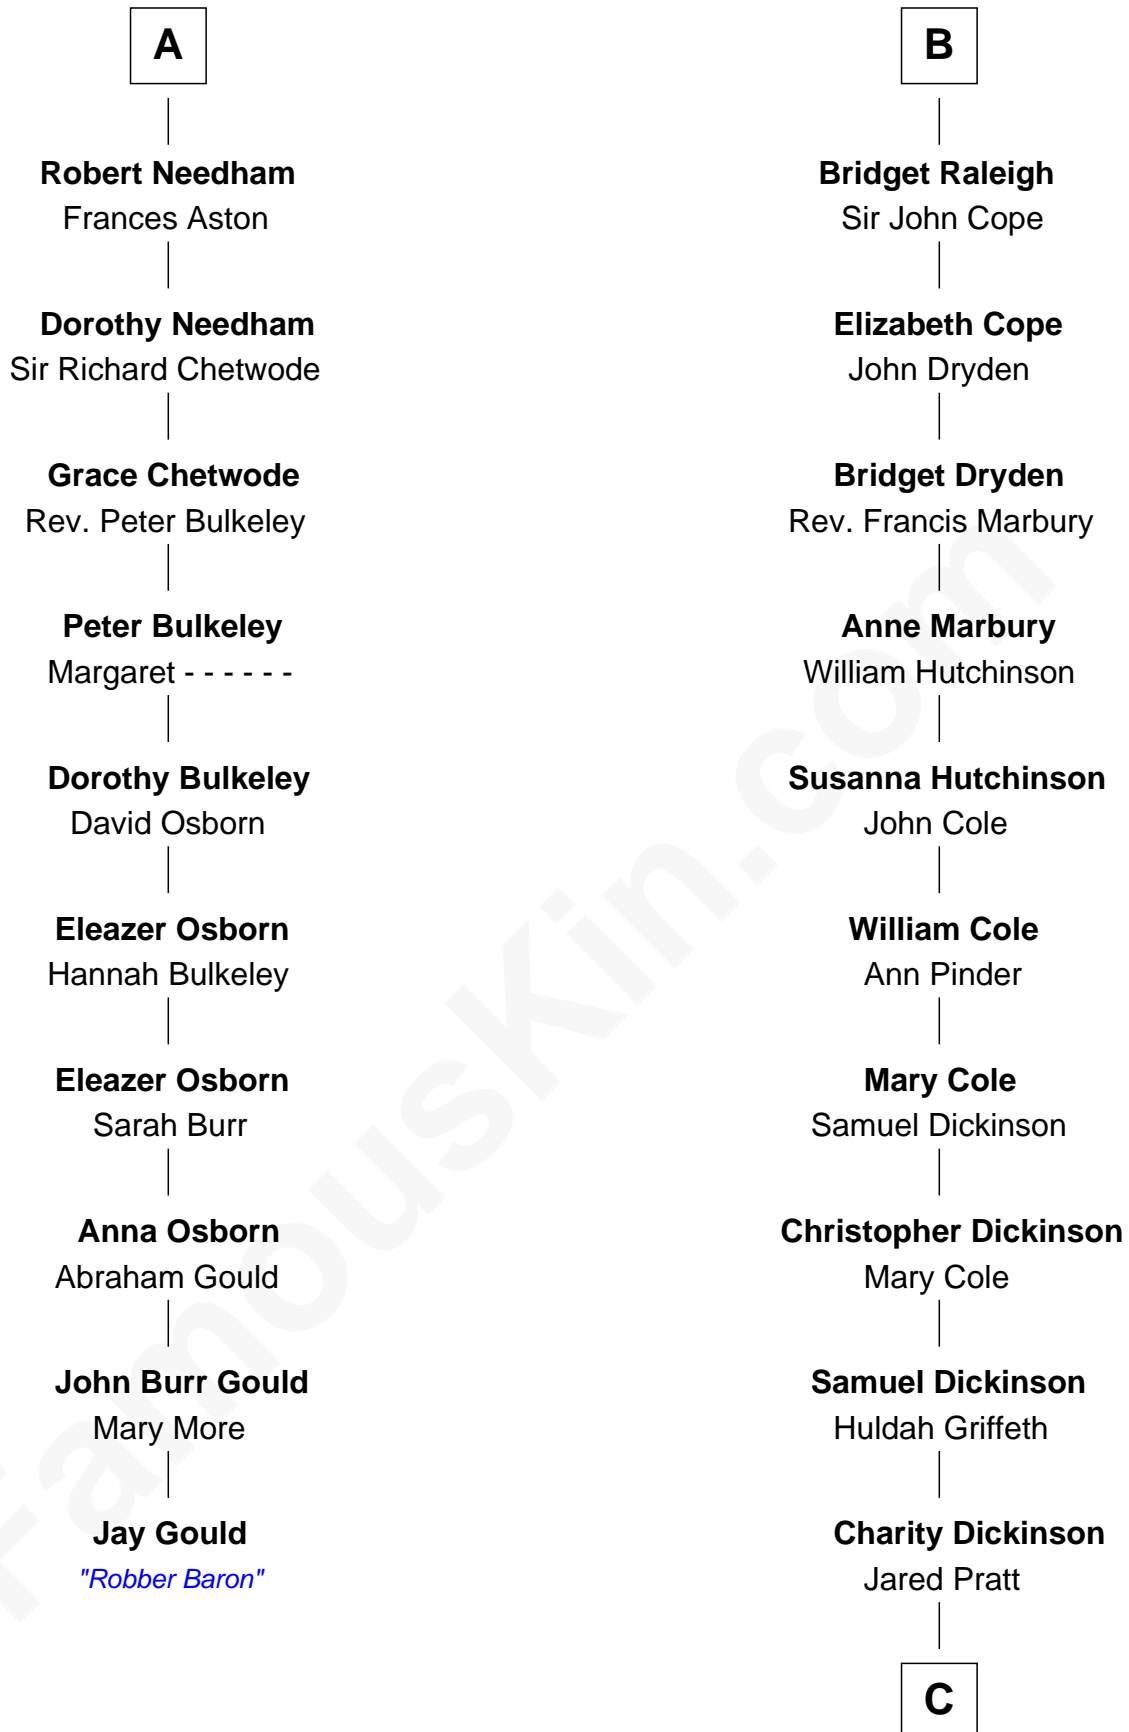 A
Robert Needham
Frances Aston
Dorothy Needham
Sir Richard Chetwode
Grace Chetwode
Rev. Peter Bulkeley
Peter Bulkeley
Margaret - - - - - -
Dorothy Bulkeley
David Osborn
Eleazer Osborn
Hannah Bulkeley
Eleazer Osborn
Sarah Burr
Anna Osborn
Abraham Gould
John Burr Gould
Mary More
Jay Gould
"Robber Baron"
B
Bridget Raleigh
Sir John Cope
Elizabeth Cope
John Dryden
Bridget Dryden
Rev. Francis Marbury
Anne Marbury
William Hutchinson
Susanna Hutchinson
John Cole
William Cole
Ann Pinder
Mary Cole
Samuel Dickinson
Christopher Dickinson
Mary Cole
Samuel Dickinson
Huldah Griffeth
Charity Dickinson
Jared Pratt
C
FamousKin.com